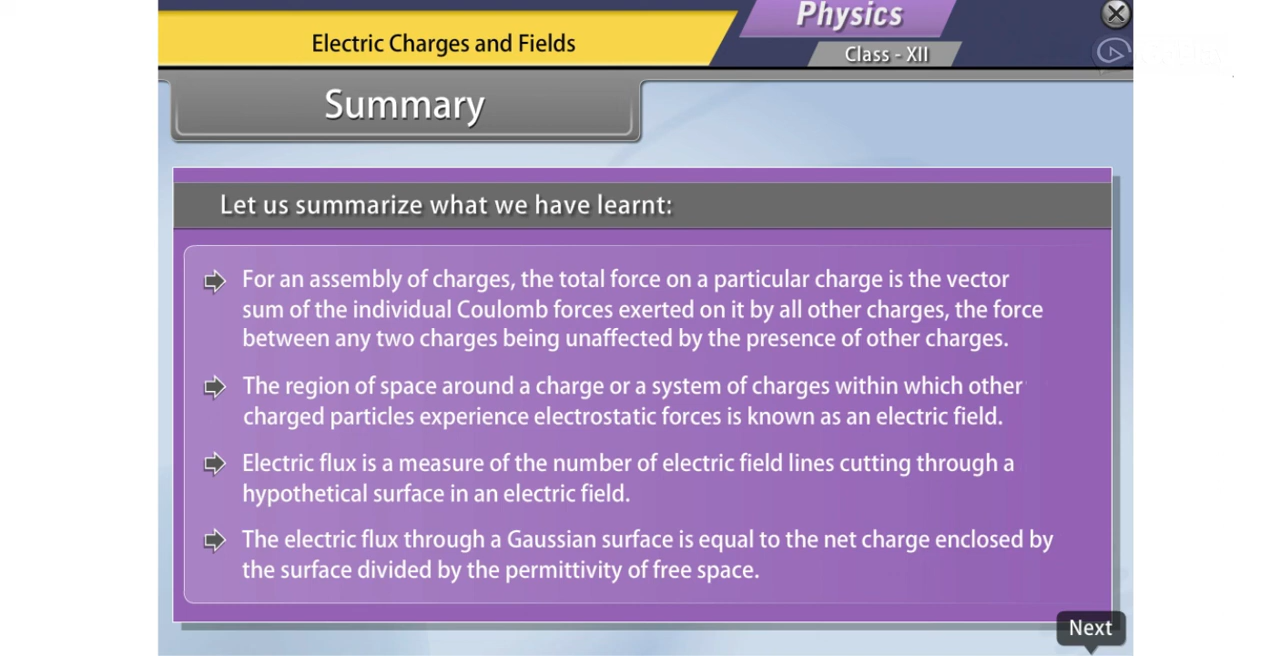 Physics
Electric Charges and Fields
Class - XII
Summary
Let us summarize what we have learnt:
For an assembly of charges, the total force on a particular charge is the vector
sum of the individual Coulomb forces exerted on it by all other charges, the force
between any two charges being unaffected by the presence of other charges.
The region of space around a charge or a system of charges within which other
charged particles experience electrostatic forces is known as an electric field.
Electric flux is a measure of the number of electric field lines cutting through a
hypothetical surface in an electric field.
The electric flux through a Gaussian surface is equal to the net charge enclosed by
the surface divided by the permittivity of free space.
Next